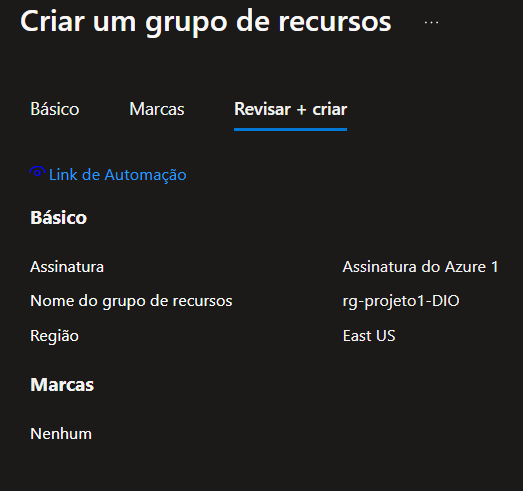 Criar um grupo de recursos ...
Básico Marcas Revisar + criar
Link de Automação
Básico
Assinatura Assinatura do Azure 1
Nome do grupo de recursos rg-projeto1-DIO
Região East US
Marcas
Nenhum